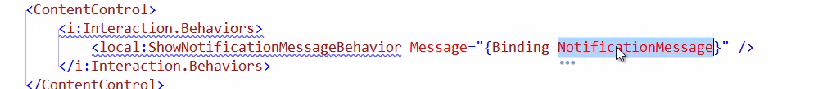 <ContentControl>
<i:Interaction.Behaviors>
<local:ShowNotificationMessageBehavior Message="{Binding NotificationMessage}" />
</i:Interaction.Behaviors>
</ContentControl>